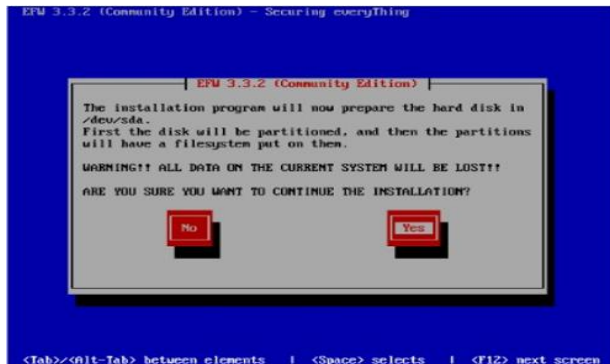 EFW 3.3.2 (Community Edition) - Securing everyThing
EFW 3.3.2 (Community Edition)
The installation program will now prepare the hard disk in
/dev/sda.
First the disk will be partitioned, and then the partitions
will have a filesystem put on them.
WARNING!! ALL DATA ON THE CURRENT SYSTEM WILL BE LOST!!
ARE YOU SURE YOU WANT TO CONTINUE THE INSTALLATION?
No Yes
<Tab>/<Alt-Tab> between elements | <Space> selects | <F12> next screen